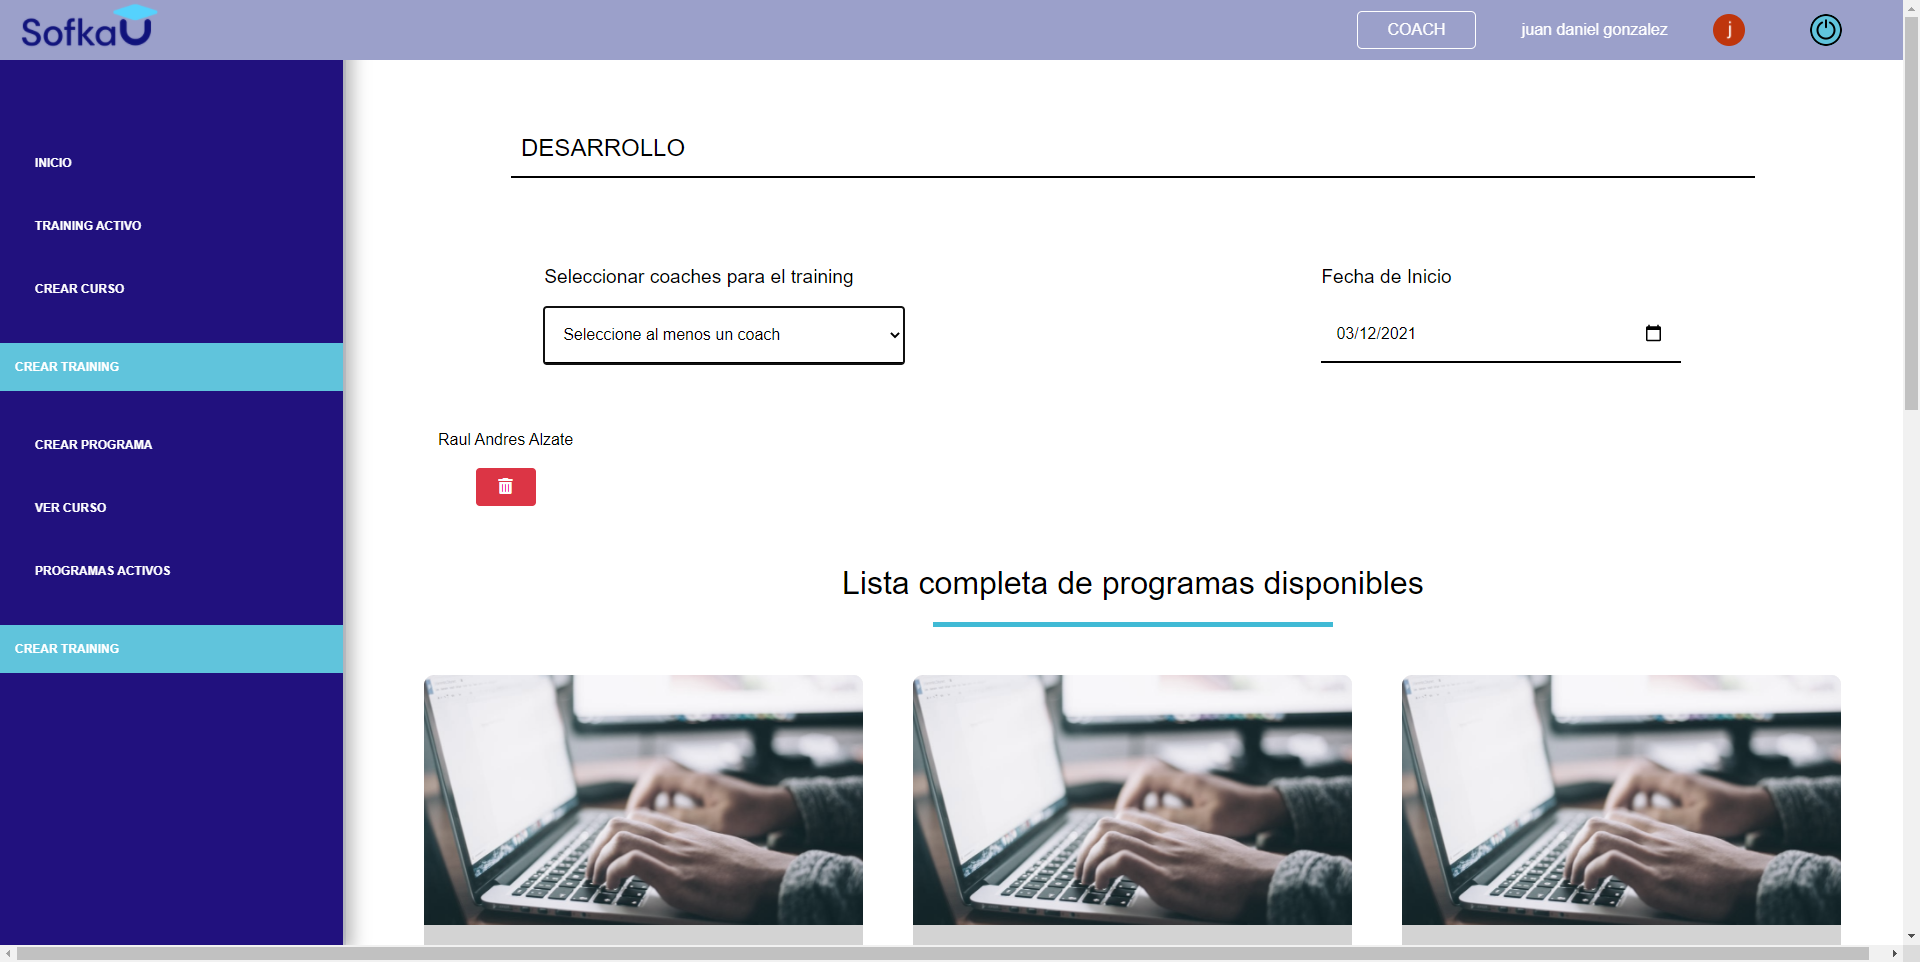 SofkaU
COACH
juan daniel gonzalez
j
INICIO
TRAINING ACTIVO
CREAR CURSO
CREAR TRAINING
CREAR PROGRAMA
VER CURSO
PROGRAMAS ACTIVOS
CREAR TRAINING
DESARROLLO
Seleccionar coaches para el training
Seleccione al menos un coach
Fecha de Inicio
03/12/2021
Raul Andres Alzate
Lista completa de programas disponibles